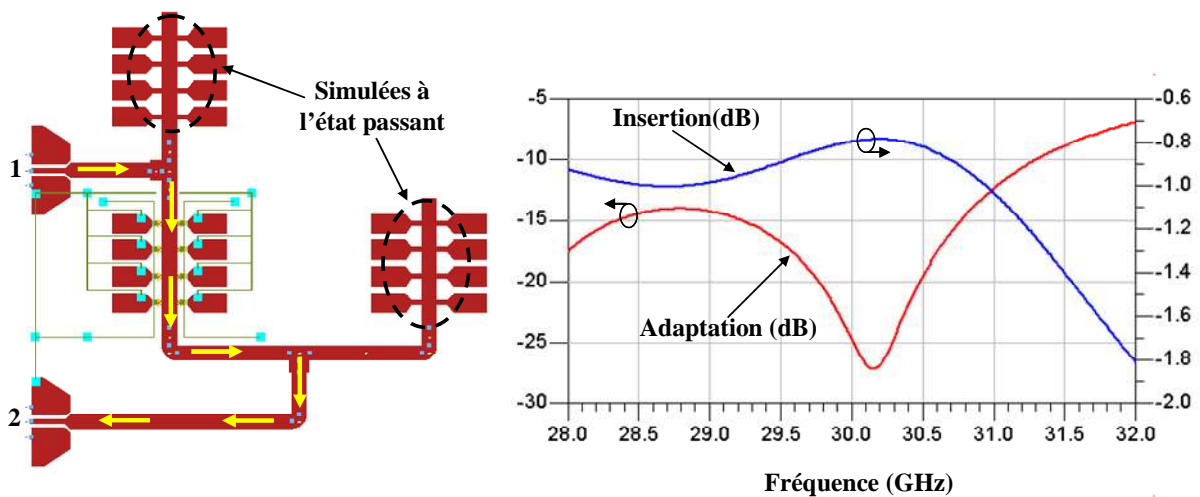 Simulées à
l'état passant
1
2
Insertion(dB)
Adaptation (dB)
-5
-10
-15
-20
-25
-30
-0.6
-0.8
-1.0
-1.2
-1.4
-1.6
-1.8
-2.0
28.0 28.5 29.0 29.5 30.0 30.5 31.0 31.5 32.0
Fréquence (GHz)